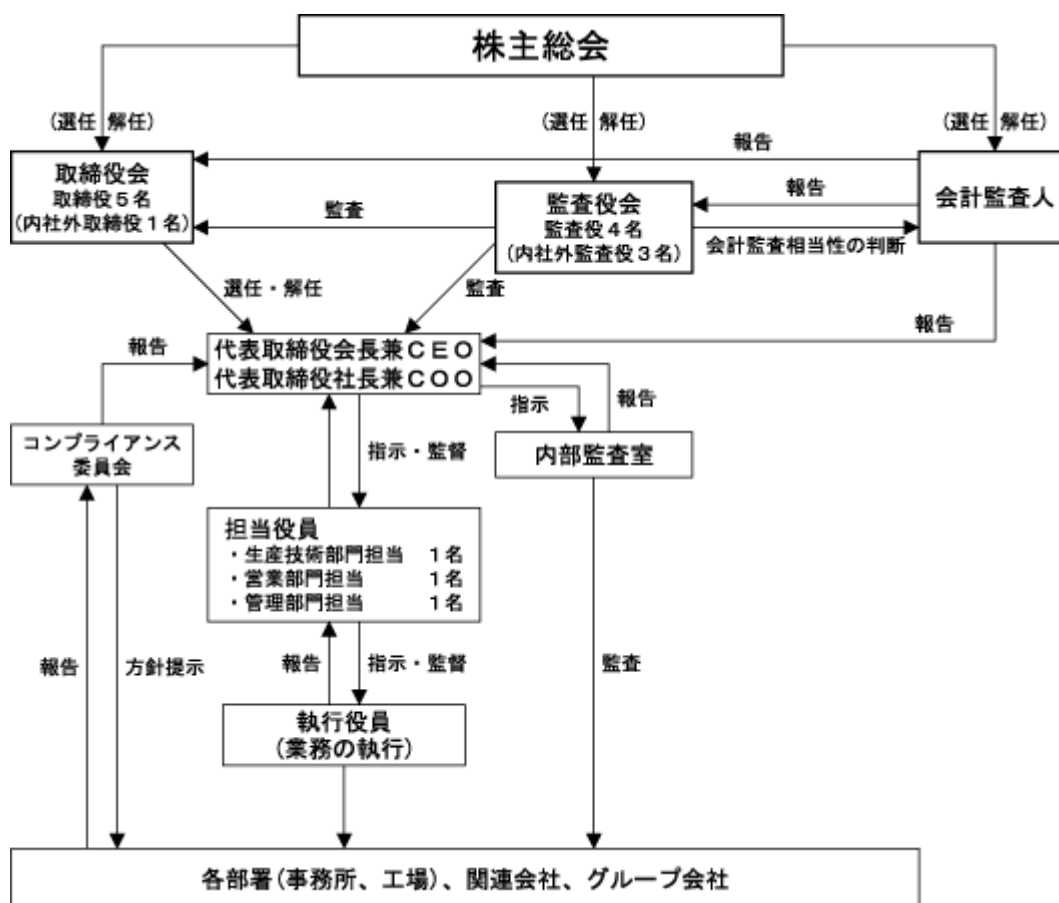 株主総会
(選任 解任)
(選任 解任)
(選任 解任)
報告
取締役会
取締役5名
(内社外取締役1名)
監査
監査役会
監査役4名
(内社外監査役3名)
報告
会計監査相当性の判断
会計監査人
選任・解任
監査
報告
報告
代表取締役会長兼CEO
代表取締役社長兼COO
指示
報告
コンプライアンス
委員会
指示・監督
内部監査室
担当役員
・生産技術部門担当 1名
・営業部門担当 1名
・管理部門担当 1名
報告
方針提示
報告
指示・監督
監査
執行役員
(業務の執行)
各部署(事務所、工場)、関連会社、グループ会社